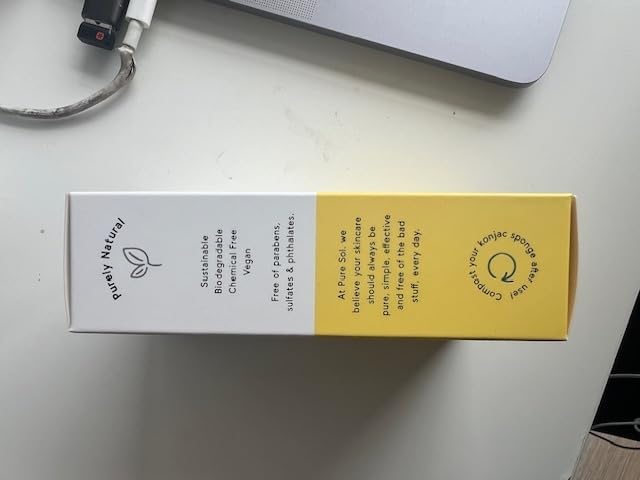 Purely Natural
Sustainable
Biodegradable
Chemical Free
Vegan
Free of parabens,
sulfates & phthalates.
At Pure Sol. we
believe your skincare
should always be
pure, simple, effective
and free of the bad
stuff, every day.
Compost your konjac sponge after use!